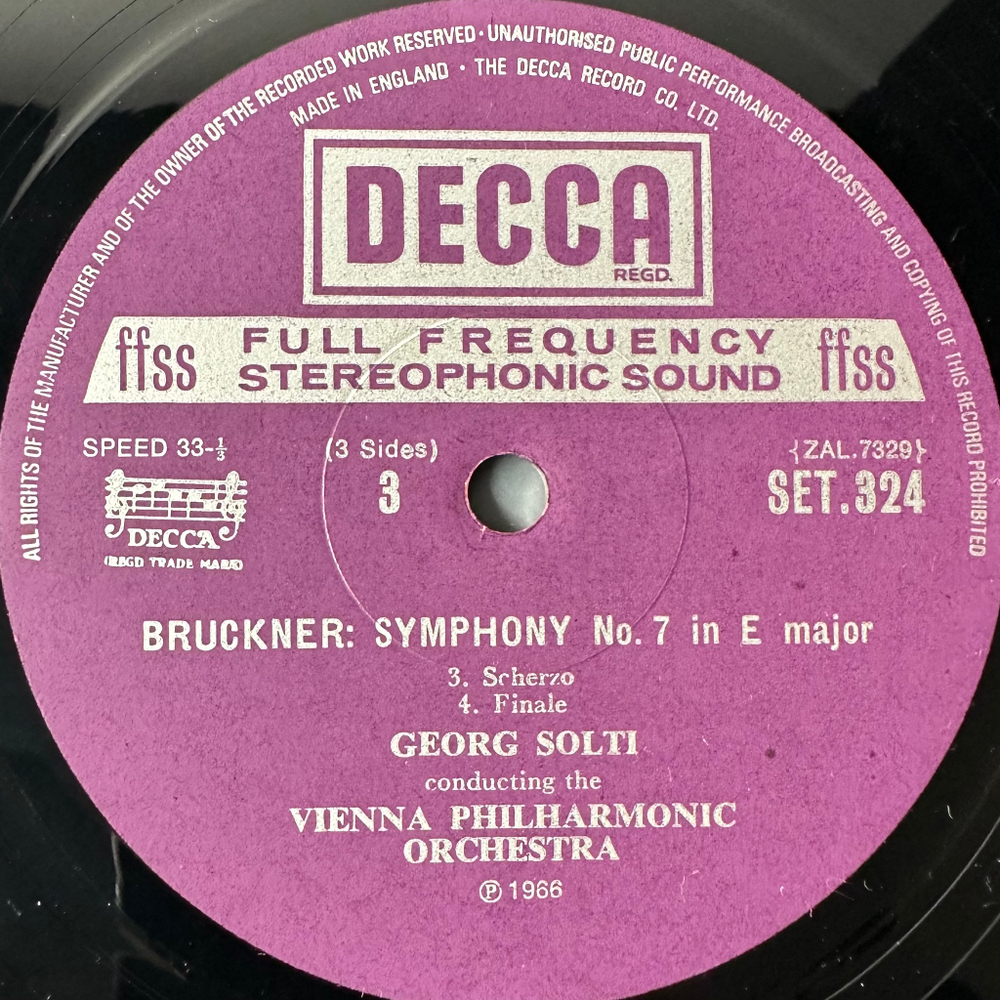 ALL RIGHTS OF THE MANUFACTURER AND OF THE OWNER OF THE RECORDED WORK RESERVED · UNAUTHORISED PUBLIC PERFORMANCE BROADCASTING AND COPYING OF THIS RECORD PROHIBITED
MADE IN ENGLAND · THE DECCA RECORD CO. LTD.
DECCA
REGD.
ffss FULL FREQUENCY STEREOPHONIC SOUND ffss
SPEED 33-⅓ (3 Sides) {ZAL.7329}
3 SET.324
DECCA
(REGD TRADE MARK)
BRUCKNER: SYMPHONY No. 7 in E major
3. Scherzo
4. Finale
GEORG SOLTI
conducting the
VIENNA PHILHARMONIC
ORCHESTRA
℗ 1966